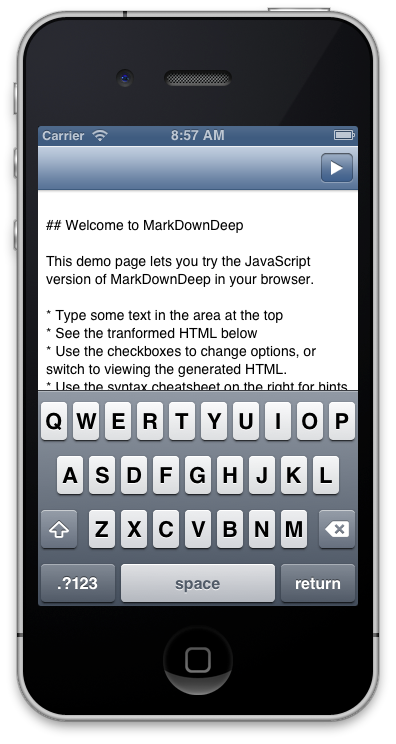 Carrier 8:57 AM
## Welcome to MarkDownDeep
This demo page lets you try the JavaScript
version of MarkDownDeep in your browser.
* Type some text in the area at the top
* See the tranformed HTML below
* Use the checkboxes to change options, or
switch to viewing the generated HTML.
* Use the syntax cheatsheet on the right for hints
Q W E R T Y U I O P
A S D F G H J K L
Z X C V B N M
.?123 space return